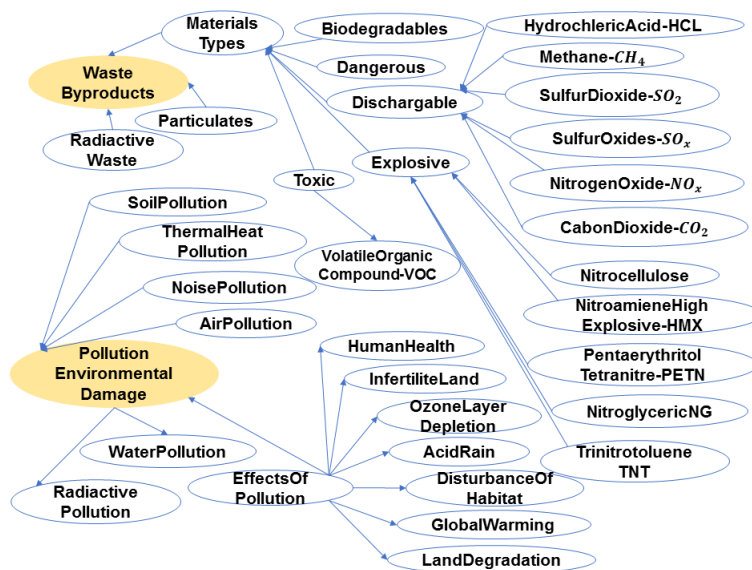 Materials
Types
Biodegradables
HydrochlericAcid-HCL
Methane-CH₄
Dangerous
Waste
Byproducts
Dischargable
SulfurDioxide-SO₂
Particulates
SulfurOxides-SOₓ
Radiactive
Waste
Explosive
Toxic
NitrogenOxide-NOₓ
SoilPollution
CabonDioxide-CO₂
ThermalHeat
Pollution
VolatileOrganic
Compound-VOC
Nitrocellulose
NoisePollution
NitroamieneHigh
Explosive-HMX
AirPollution
HumanHealth
Pollution
Environmental
Damage
Pentaerythritol
Tetranitre-PETN
InfertiliteLand
OzoneLayer
Depletion
NitroglycericNG
WaterPollution
AcidRain
Trinitrotoluene
TNT
EffectsOf
Pollution
DisturbanceOf
Habitat
Radiactive
Pollution
GlobalWarming
LandDegradation